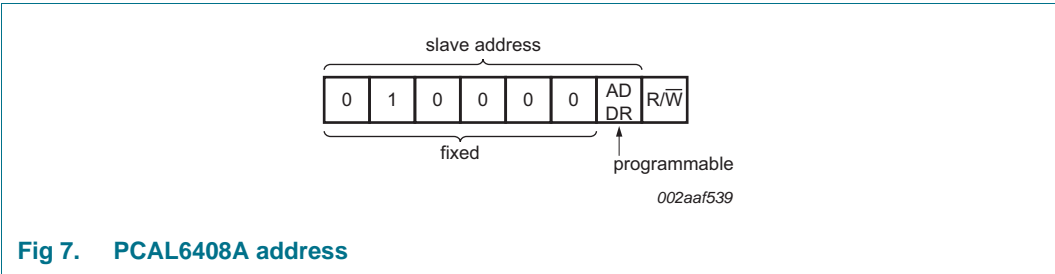 slave address
0 1 0 0 0 0 AD DR R/W̅
fixed
programmable
002aaf539
Fig 7. PCAL6408A address